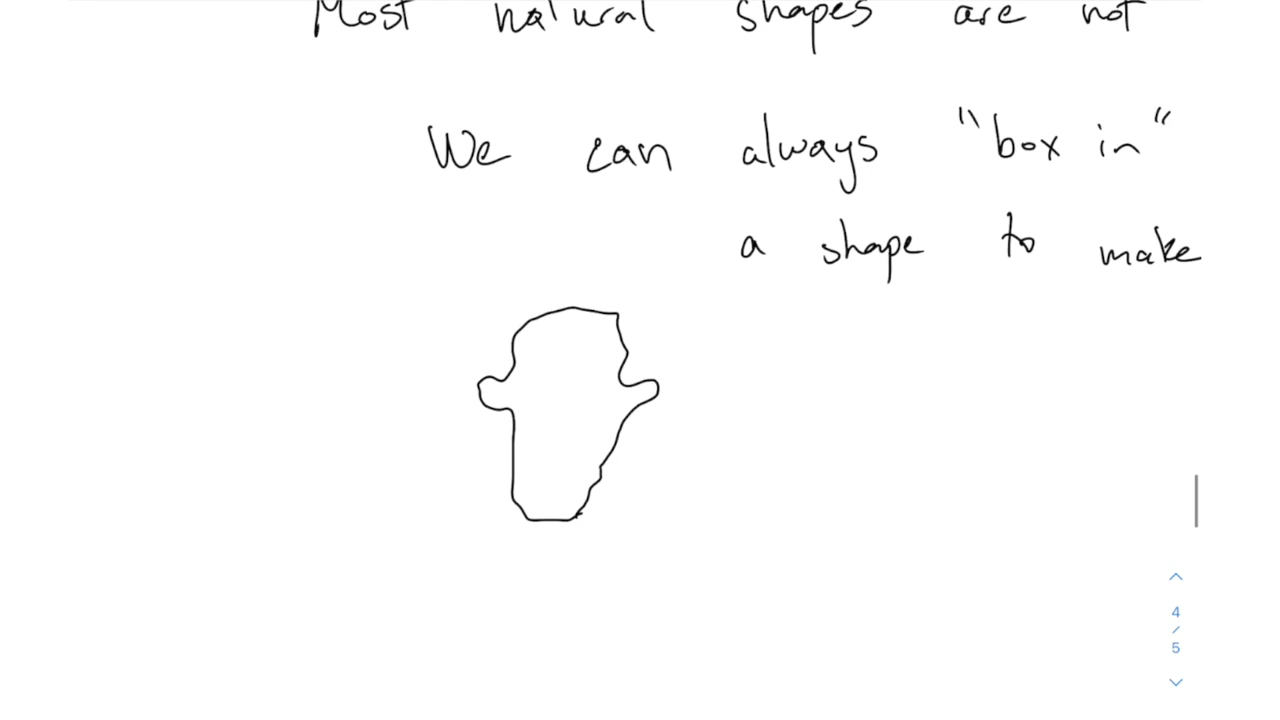 Most natural shapes are not
We can always "box in"
a shape to make
4
/
5